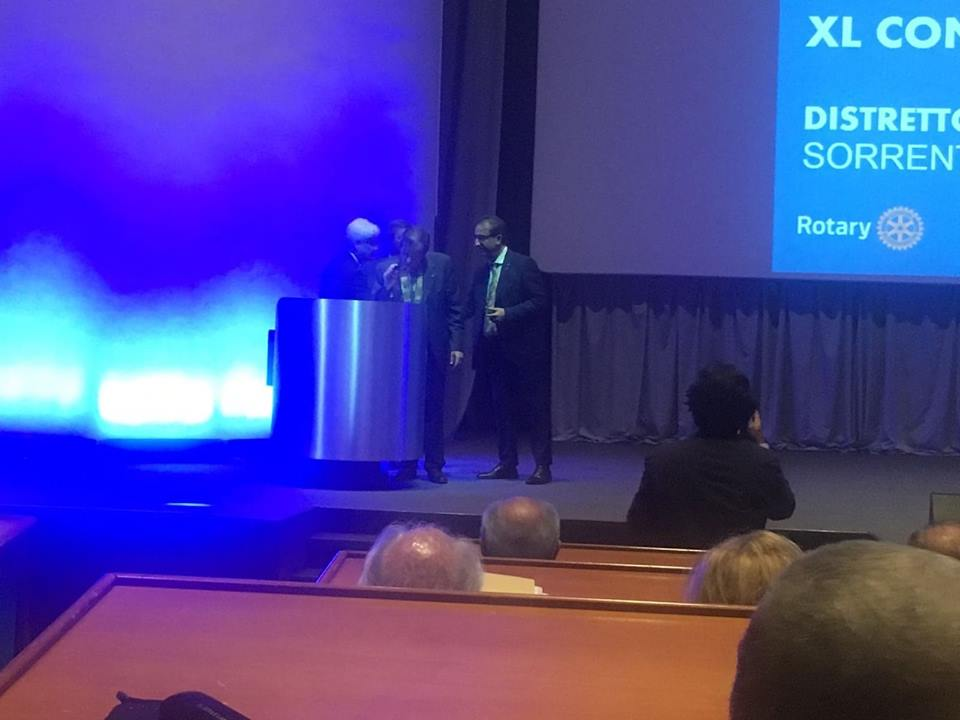 XL CON
DISTRETTO
SORRENT
Rotary